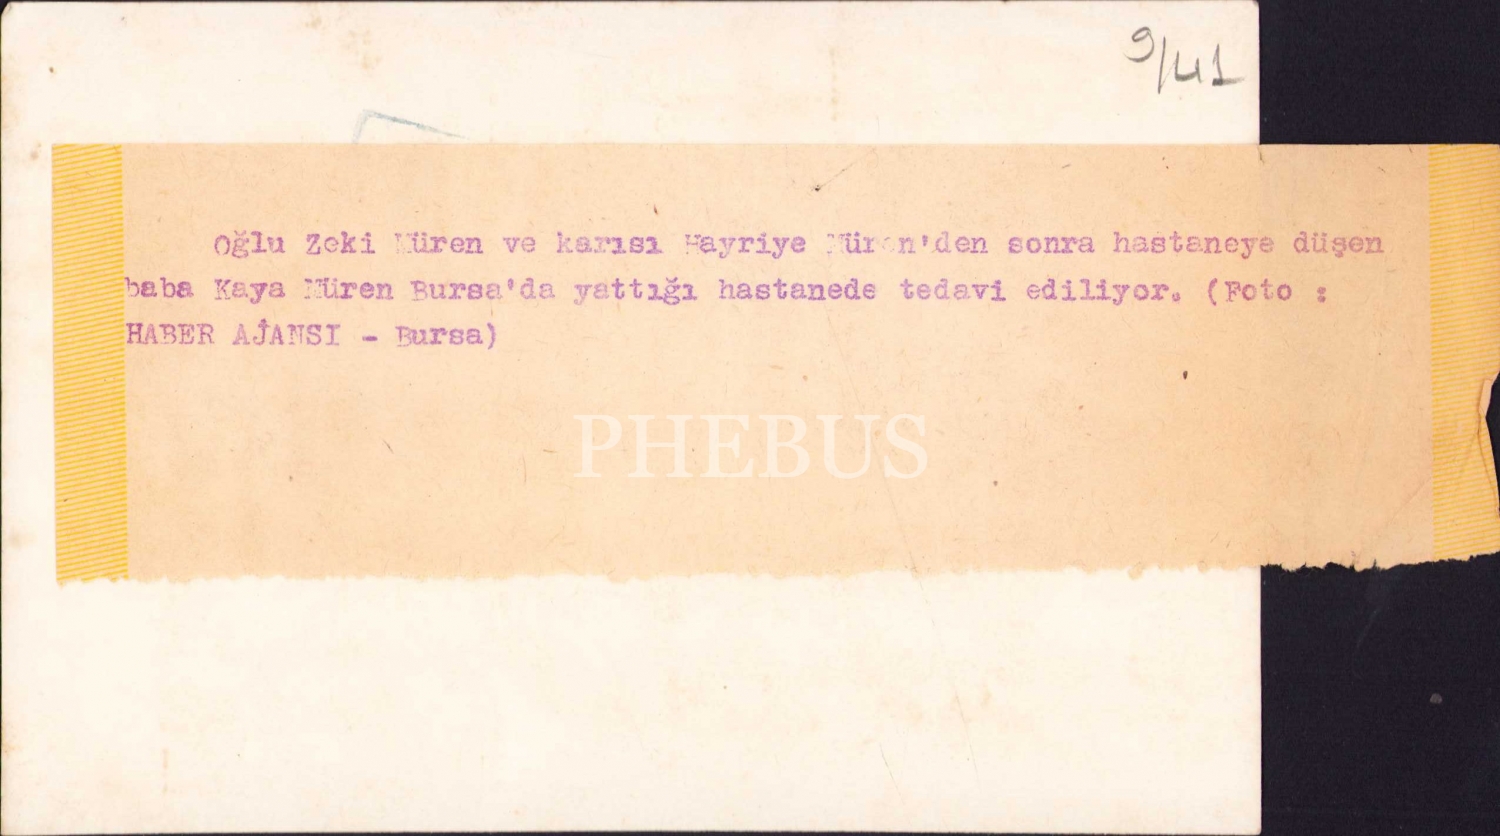 9/41
Oğlu Zeki Müren ve karısı Hayriye Müren'den sonra hastaneye düşen
baba Kaya Müren Bursa'da yattığı hastanede tedavi ediliyor. (Foto :
HABER AJANSI - Bursa)
PHEBUS